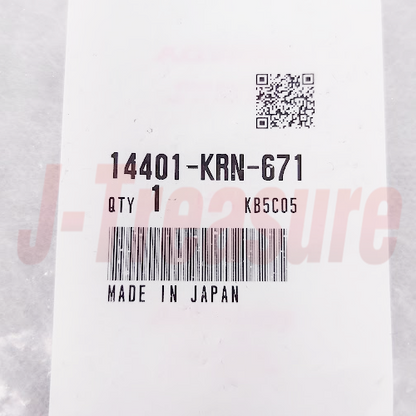 14401-KRN-671
QTY 1 KB5C05
MADE IN JAPAN
J-Treasure